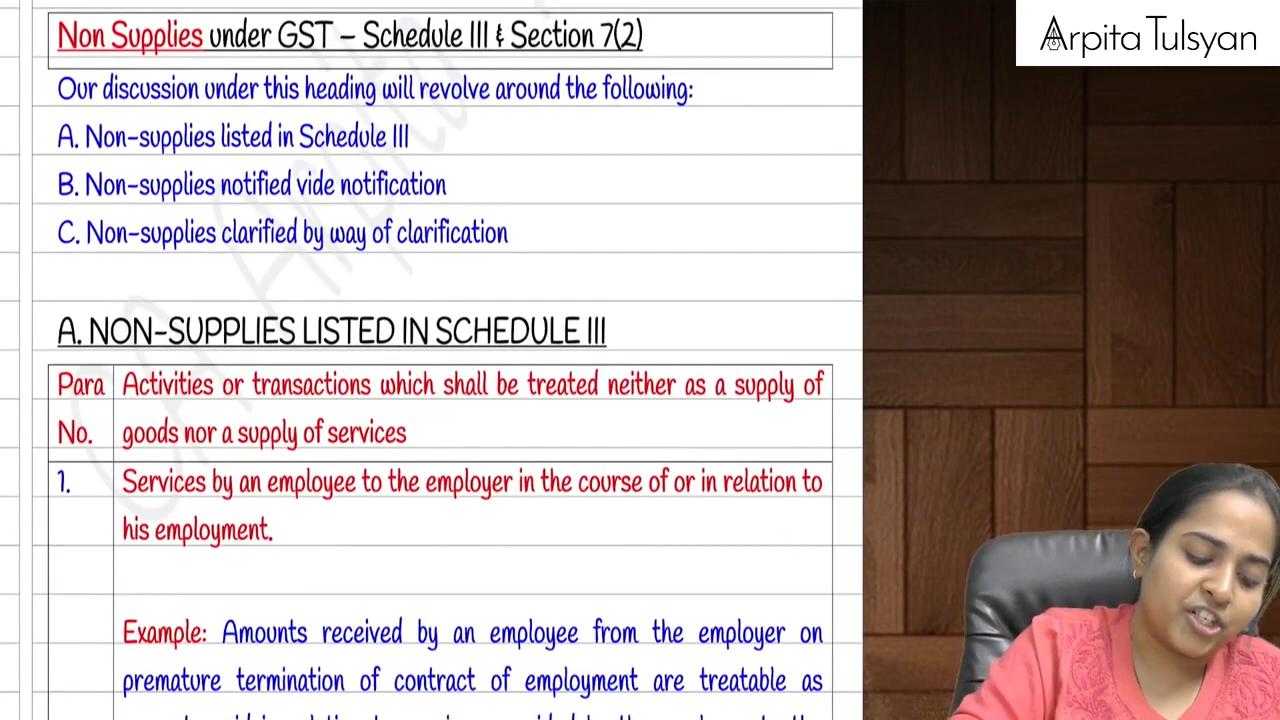 Non Supplies under GST – Schedule III & Section 7(2)
Arpita Tulsyan
Our discussion under this heading will revolve around the following:
A. Non-supplies listed in Schedule III
B. Non-supplies notified vide notification
C. Non-supplies clarified by way of clarification
A. NON-SUPPLIES LISTED IN SCHEDULE III
Para No.
Activities or transactions which shall be treated neither as a supply of
goods nor a supply of services
1. Services by an employee to the employer in the course of or in relation to
his employment.
Example: Amounts received by an employee from the employer on
premature termination of contract of employment are treatable as